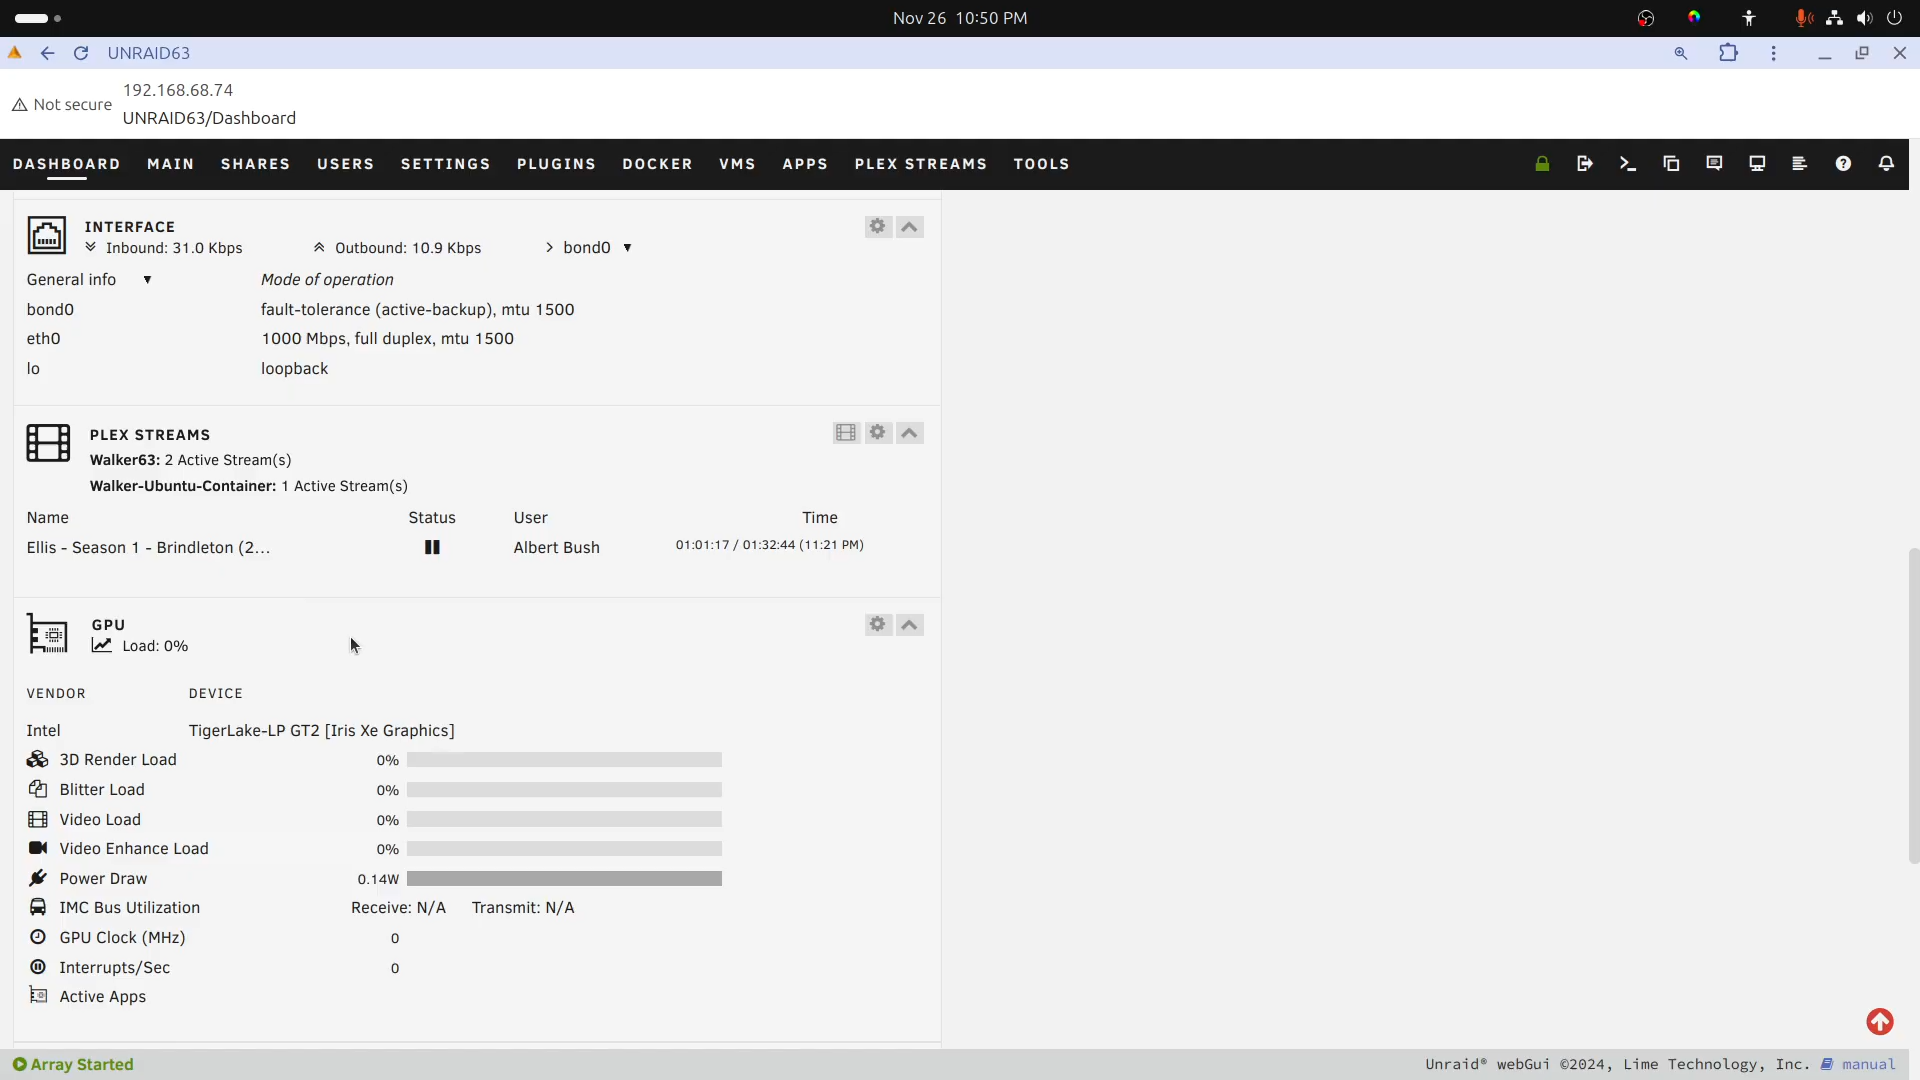 Nov 26 10:50 PM
UNRAID63
Not secure
192.168.68.74
UNRAID63/Dashboard
DASHBOARD MAIN SHARES USERS SETTINGS PLUGINS DOCKER VMS APPS PLEX STREAMS TOOLS
INTERFACE
Inbound: 31.0 Kbps Outbound: 10.9 Kbps > bond0
General info Mode of operation
bond0 fault-tolerance (active-backup), mtu 1500
eth0 1000 Mbps, full duplex, mtu 1500
lo loopback
PLEX STREAMS
Walker63: 2 Active Stream(s)
Walker-Ubuntu-Container: 1 Active Stream(s)
Name Status User Time
Ellis - Season 1 - Brindleton (2... Albert Bush 01:01:17 / 01:32:44 (11:21 PM)
GPU
Load: 0%
VENDOR DEVICE
Intel TigerLake-LP GT2 [Iris Xe Graphics]
3D Render Load 0%
Blitter Load 0%
Video Load 0%
Video Enhance Load 0%
Power Draw 0.14W
IMC Bus Utilization Receive: N/A Transmit: N/A
GPU Clock (MHz) 0
Interrupts/Sec 0
Active Apps
Array Started
Unraid® webGui ©2024, Lime Technology, Inc. manual